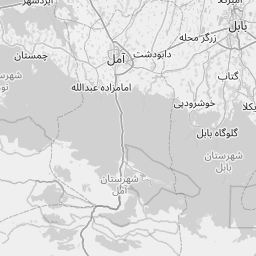 بابل
زرگر محله
آمل
دابودشت
چمستان
گتاب
امامزاده عبدالله
خوشرودپی
گلوگاه بابل
شهرستان
بابل
شهرستان
آمل